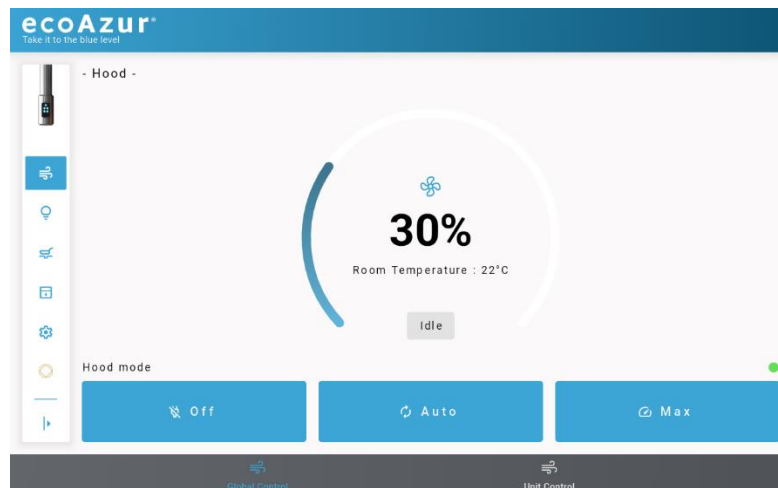 ecoAzur®
Take it to the blue level
- Hood -
30%
Room Temperature : 22°C
Idle
Hood mode
Off
Auto
Max
Global Control
Unit Control